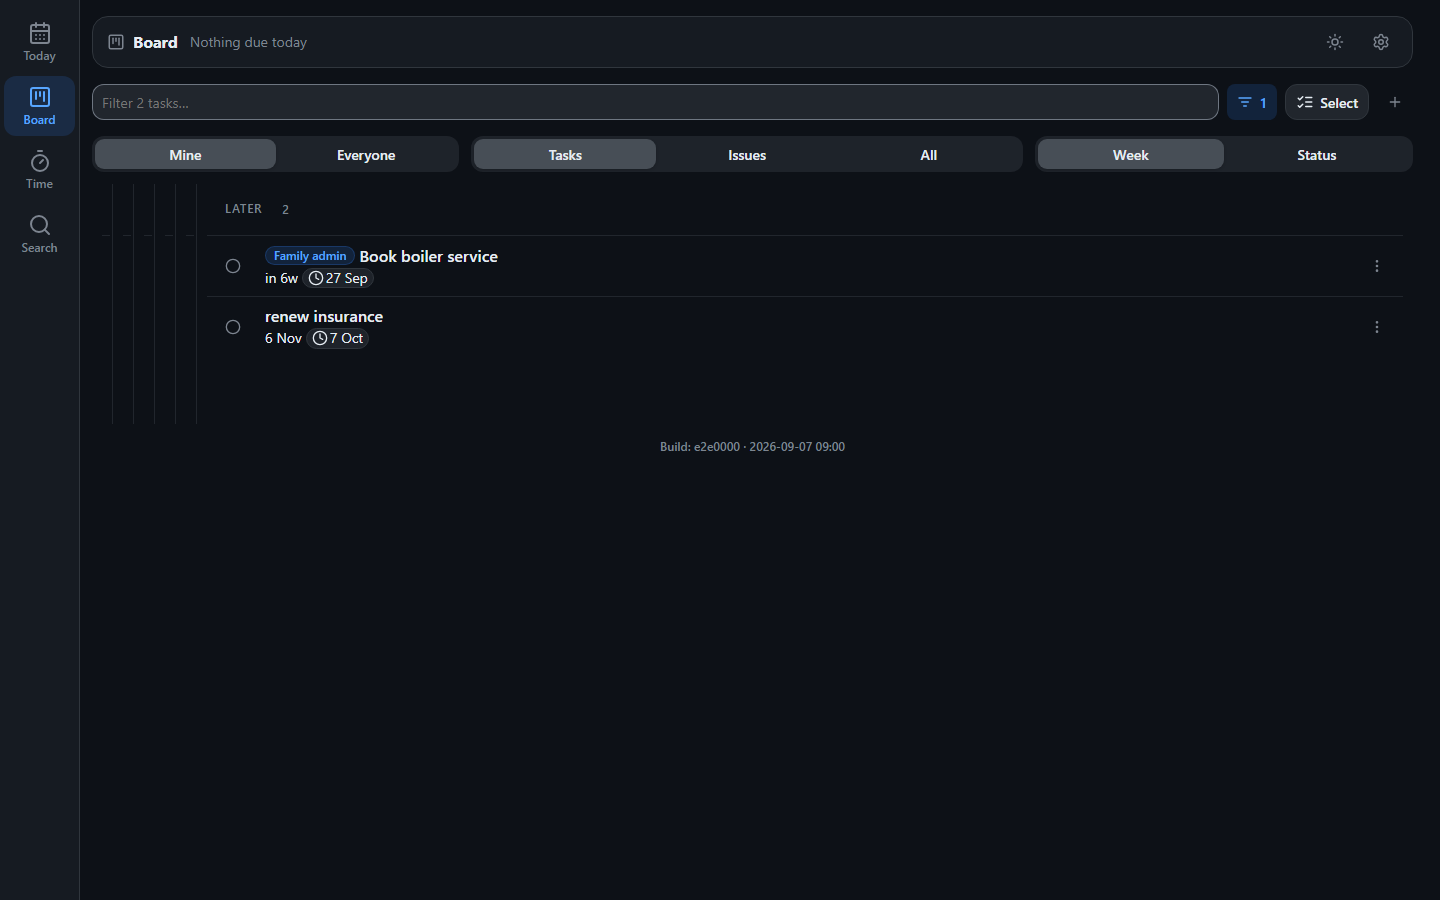 Today
Board
Time
Search
Board Nothing due today
Filter 2 tasks...
1
Select
Mine Everyone
Tasks Issues All
Week Status
LATER 2
Family admin Book boiler service
in 6w 27 Sep
renew insurance
6 Nov 7 Oct
Build: e2e0000 · 2026-09-07 09:00